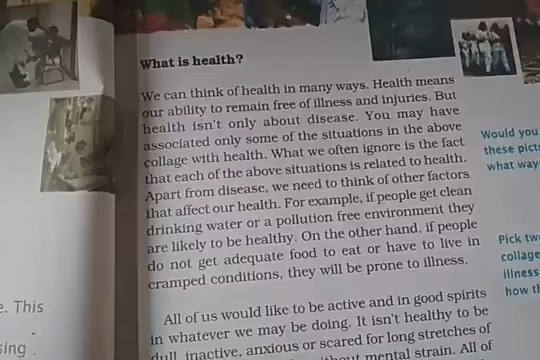 What is health?
We can think of health in many ways. Health means
our ability to remain free of illness and injuries. But
health isn't only about disease. You may have
associated only some of the situations in the above
collage with health. What we often ignore is the fact
that each of the above situations is related to health.
Apart from disease, we need to think of other factors
that affect our health. For example, if people get clean
drinking water or a pollution free environment they
are likely to be healthy. On the other hand, if people
do not get adequate food to eat or have to live in
cramped conditions, they will be prone to illness.
All of us would like to be active and in good spirits
in whatever we may be doing. It isn't healthy to be
dull, inactive, anxious or scared for long stretches of
without mental strain. All of
Would you
these pict
what way
Pick tw
collage
illness
how th
e. This
sing